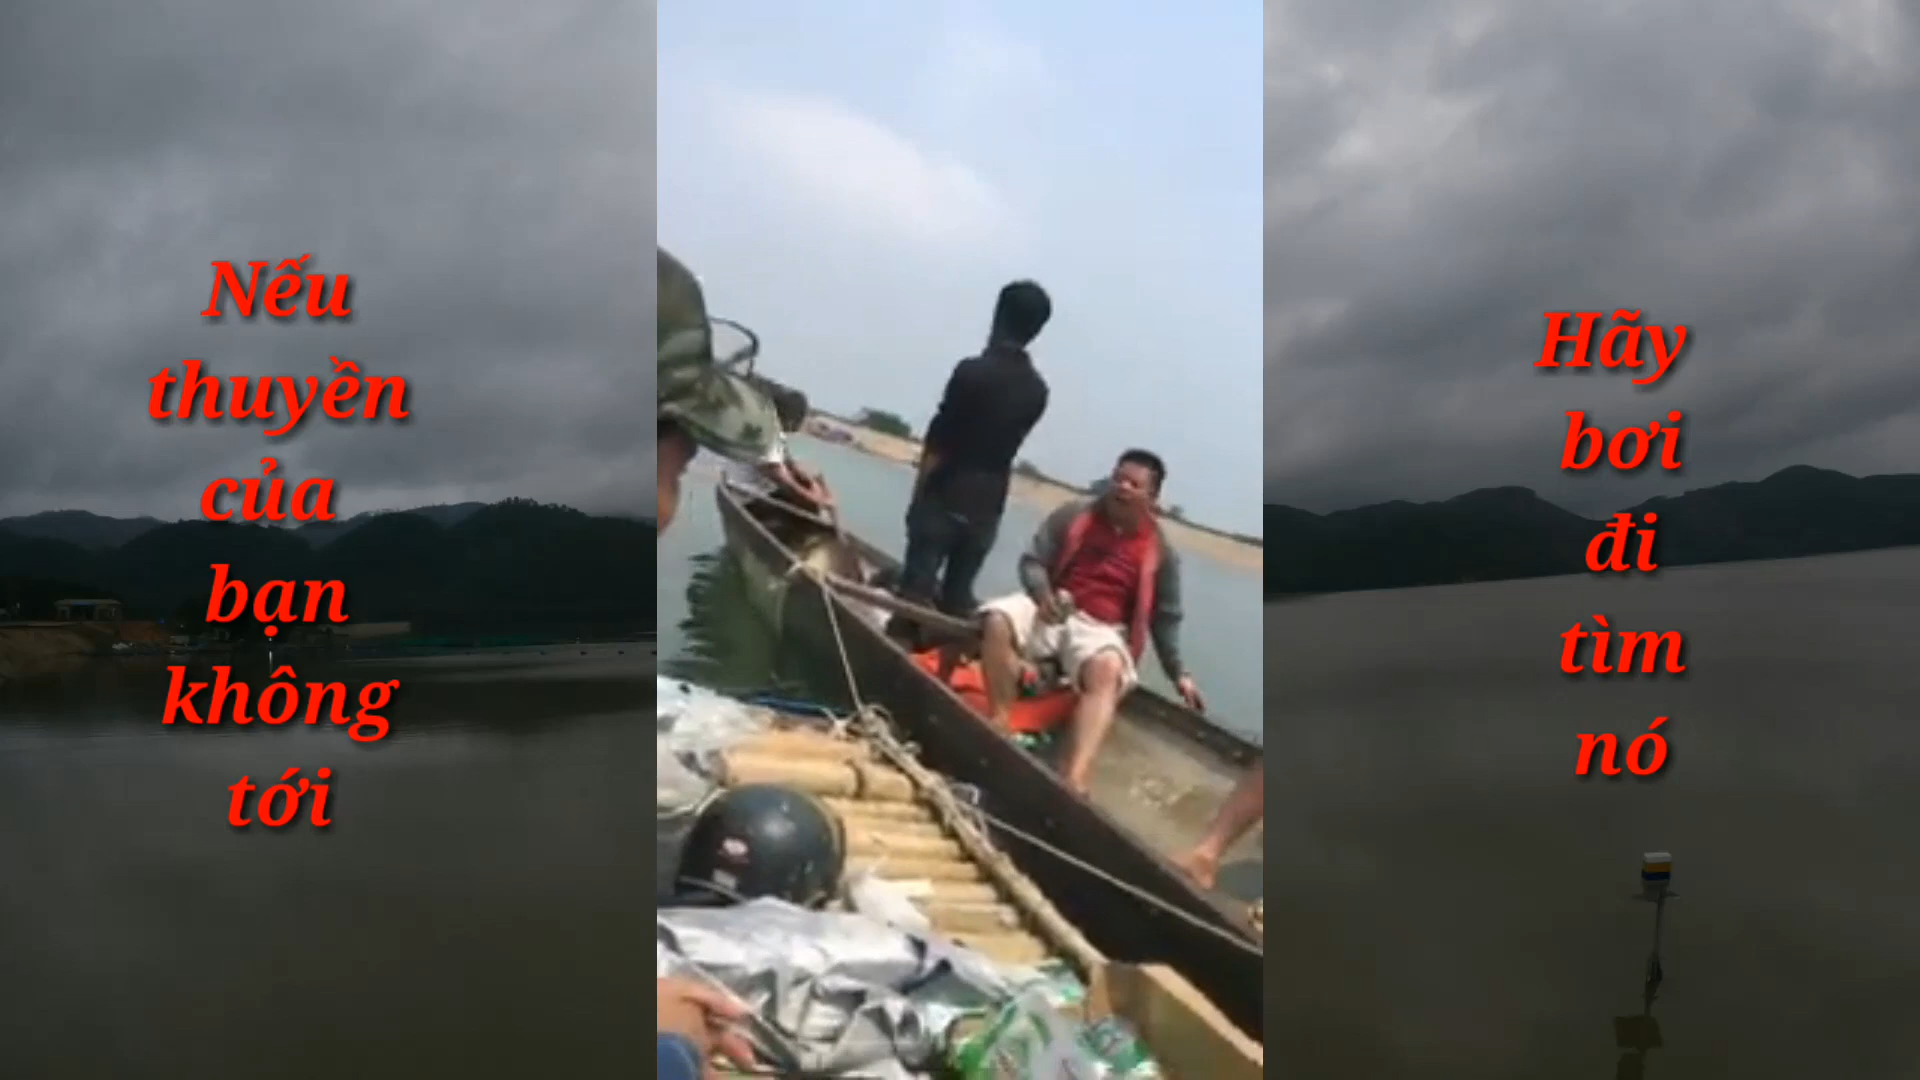 Nếu
thuyền
của
bạn
không
tới
Hãy
bơi
đi
tìm
nó